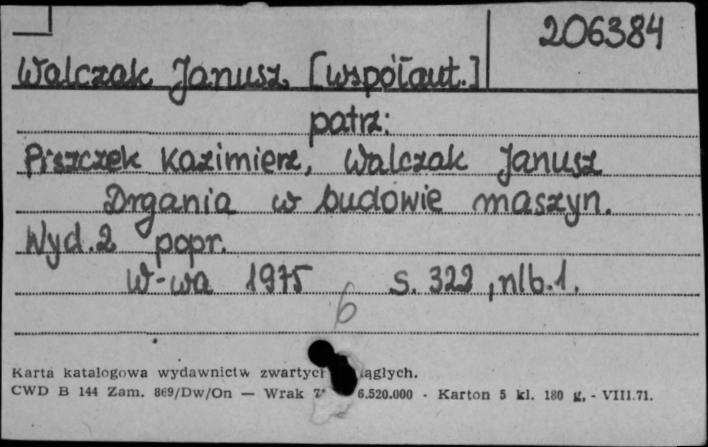 206384
Walczak Janusz [współaut.]
patrz:
Piszczek Kazimierz, Walczak Janusz
Drgania w budowie maszyn.
Wyd. 2 popr.
W-wa 1975 s. 322, nlb. 1.
6
Karta katalogowa wydawnictw zwartych
CWD B 144 Zam. 869/Dw/On — Wrak 6.520.000 - Karton 5 kl. 180 g. - VIII.71.